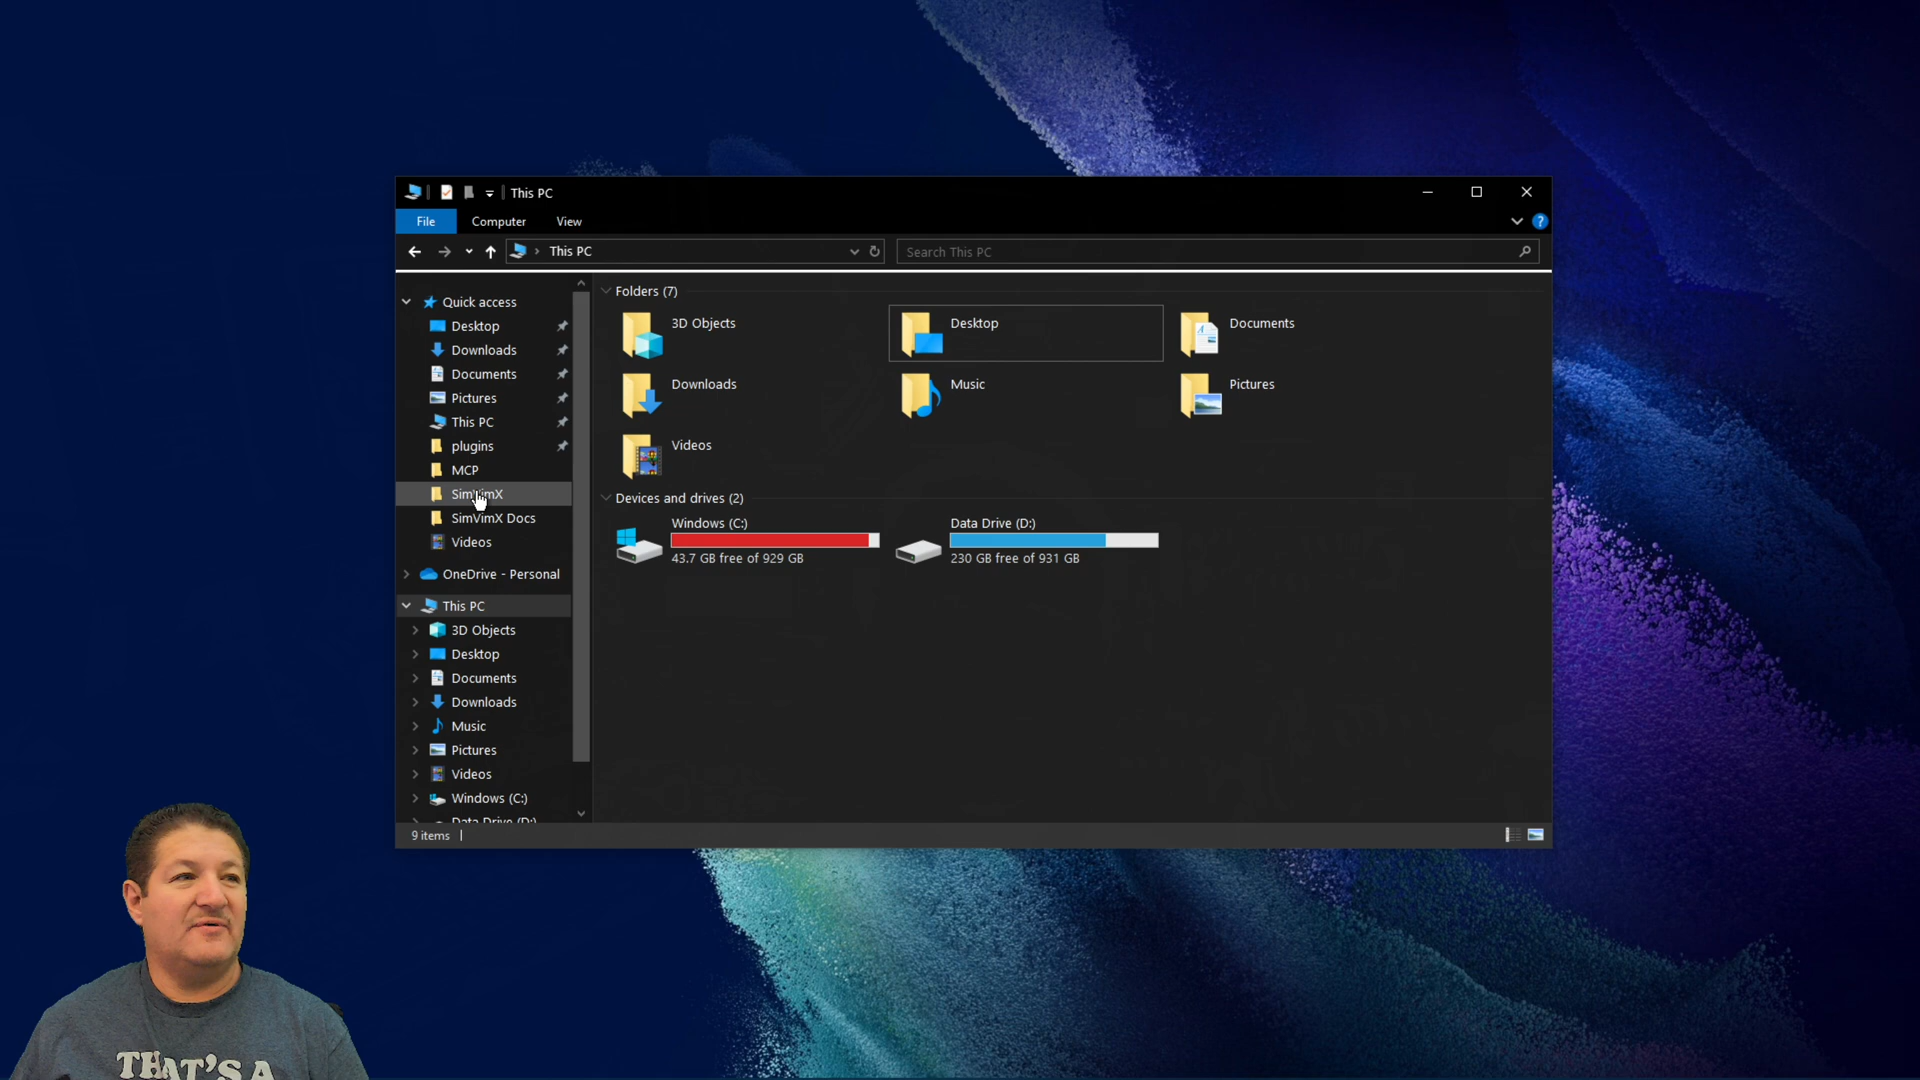 This PC
File Computer View
This PC
Search This PC
?
Quick access
Desktop
Downloads
Documents
Pictures
This PC
plugins
MCP
SimVimX
SimVimX Docs
Videos
OneDrive - Personal
This PC
3D Objects
Desktop
Documents
Downloads
Music
Pictures
Videos
Windows (C:)
Data Drive (D:)
Folders (7)
3D Objects
Desktop
Documents
Downloads
Music
Pictures
Videos
Devices and drives (2)
Windows (C:)
43.7 GB free of 929 GB
Data Drive (D:)
230 GB free of 931 GB
9 items
THAT'S A